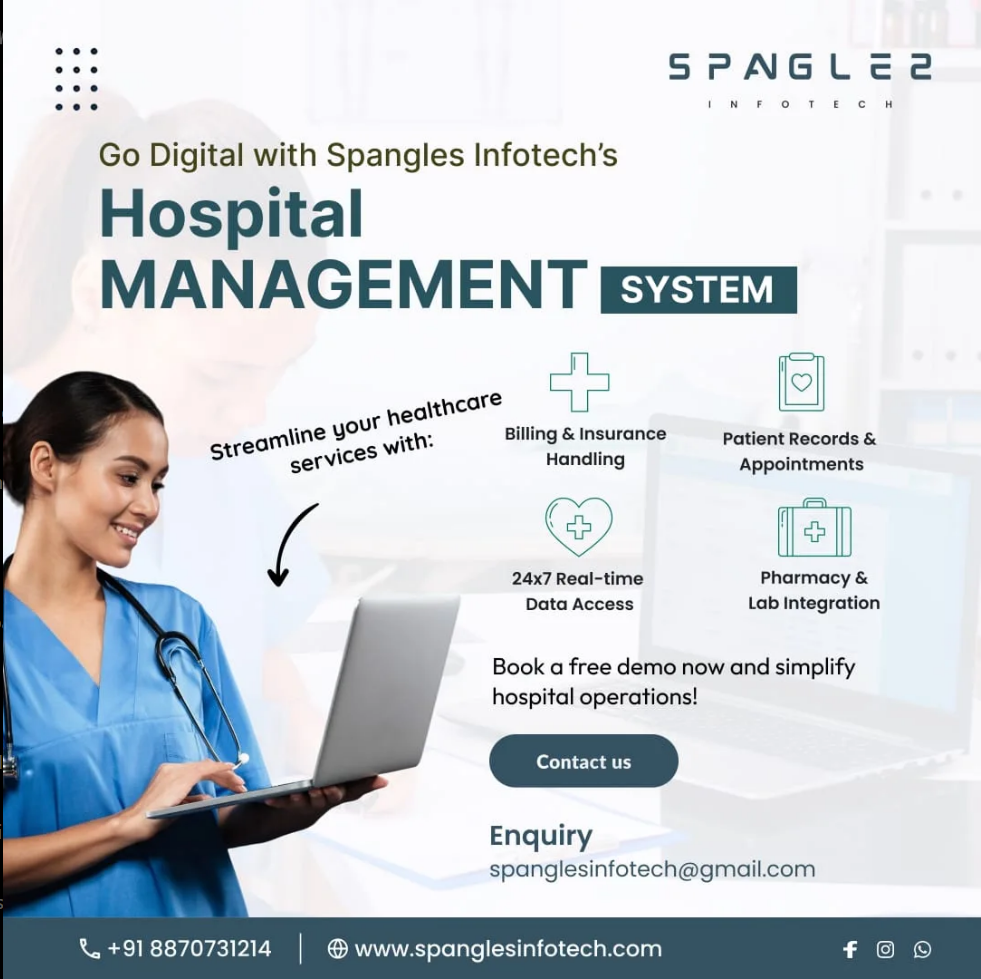 SPANGLES
INFOTECH
Go Digital with Spangles Infotech's
Hospital
MANAGEMENT SYSTEM
Streamline your healthcare
services with:
Billing & Insurance
Handling
Patient Records &
Appointments
24x7 Real-time
Data Access
Pharmacy &
Lab Integration
Book a free demo now and simplify
hospital operations!
Contact us
Enquiry
spanglesinfotech@gmail.com
+91 8870731214 | www.spanglesinfotech.com